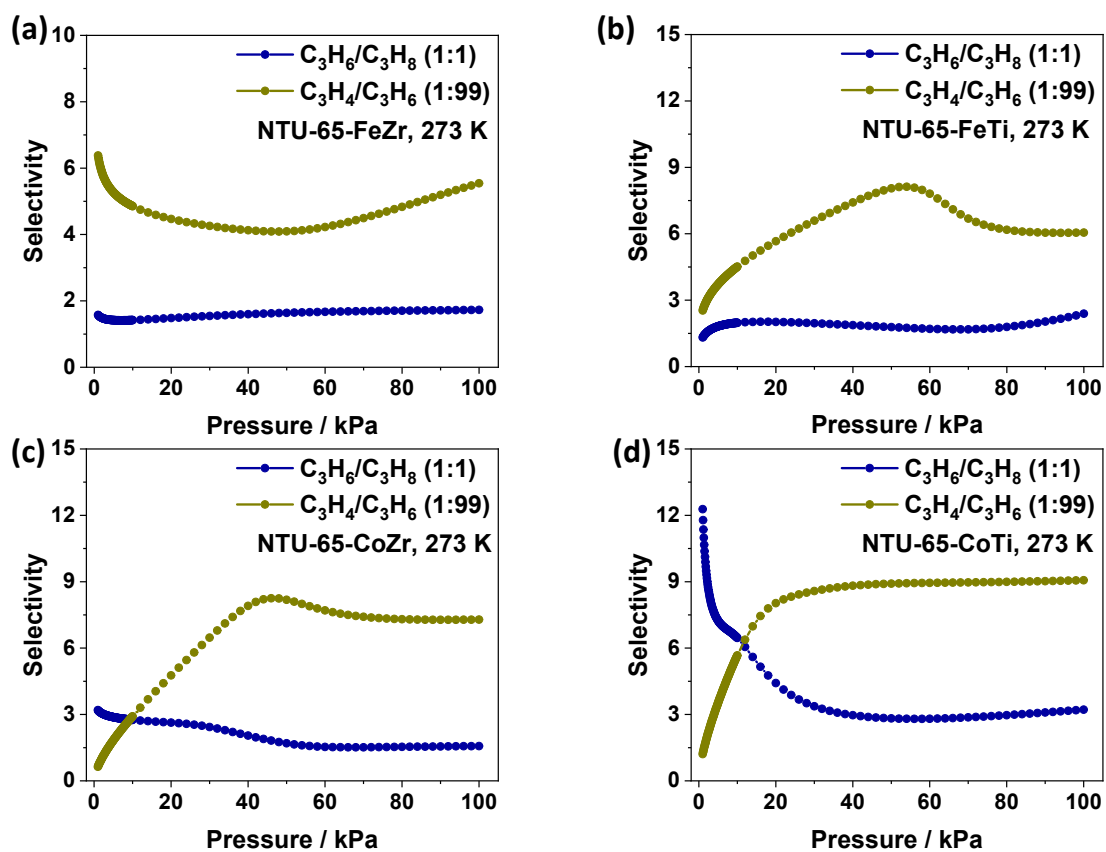 (a)
10
8
6
4
2
0
Selectivity
C₃H₆/C₃H₈ (1:1)
C₃H₄/C₃H₆ (1:99)
NTU-65-FeZr, 273 K
0 20 40 60 80 100
Pressure / kPa
(b)
15
12
9
6
3
0
Selectivity
C₃H₆/C₃H₈ (1:1)
C₃H₄/C₃H₆ (1:99)
NTU-65-FeTi, 273 K
0 20 40 60 80 100
Pressure / kPa
(c)
15
12
9
6
3
0
Selectivity
C₃H₆/C₃H₈ (1:1)
C₃H₄/C₃H₆ (1:99)
NTU-65-CoZr, 273 K
0 20 40 60 80 100
Pressure / kPa
(d)
15
12
9
6
3
0
Selectivity
C₃H₆/C₃H₈ (1:1)
C₃H₄/C₃H₆ (1:99)
NTU-65-CoTi, 273 K
0 20 40 60 80 100
Pressure / kPa